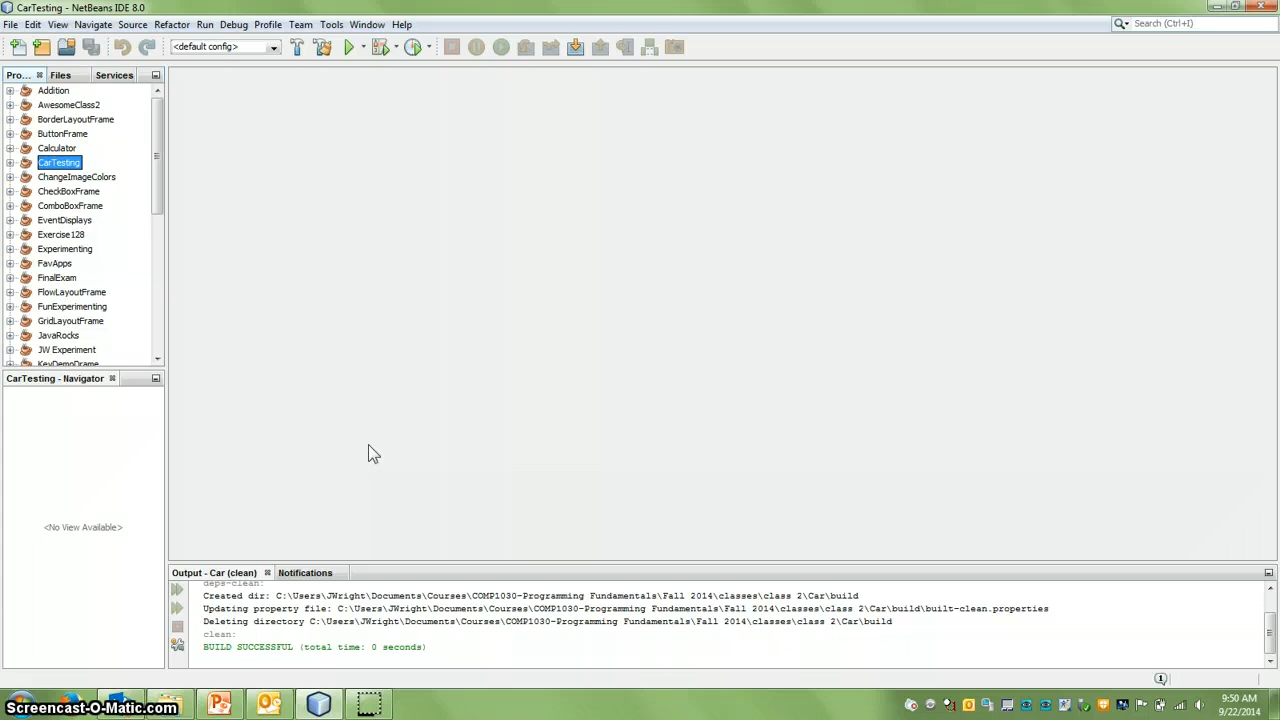 CarTesting - NetBeans IDE 8.0
File Edit View Navigate Source Refactor Run Debug Profile Team Tools Window Help
Search (Ctrl+I)
<default config>
Pro... Files Services
Addition
AwesomeClass2
BorderLayoutFrame
ButtonFrame
Calculator
CarTesting
ChangeImageColors
CheckBoxFrame
ComboBoxFrame
EventDisplays
Exercise128
Experimenting
FavApps
FinalExam
FlowLayoutFrame
FunExperimenting
GridLayoutFrame
JavaRocks
JW Experiment
KeyDemoDrame
CarTesting - Navigator
<No View Available>
Output - Car (clean) Notifications
deps-clean:
Created dir: C:\Users\JWright\Documents\Courses\COMP1030-Programming Fundamentals\Fall 2014\classes\class 2\Car\build
Updating property file: C:\Users\JWright\Documents\Courses\COMP1030-Programming Fundamentals\Fall 2014\classes\class 2\Car\build\built-clean.properties
Deleting directory C:\Users\JWright\Documents\Courses\COMP1030-Programming Fundamentals\Fall 2014\classes\class 2\Car\build
clean:
BUILD SUCCESSFUL (total time: 0 seconds)
1
9:50 AM
9/22/2014
Screencast-O-Matic.com